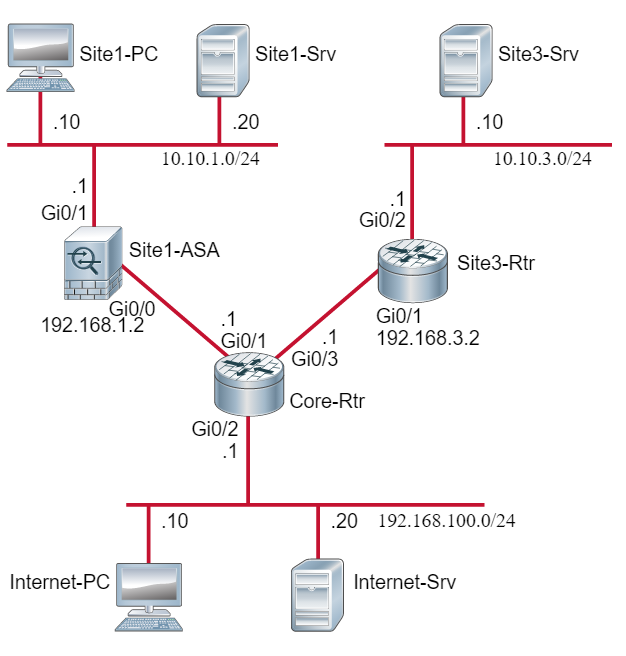 Site1-PC
Site1-Srv
Site3-Srv
.10
.20
.10
10.10.1.0/24
10.10.3.0/24
.1
Gi0/1
.1
Gi0/2
Site1-ASA
Site3-Rtr
Gi0/0
192.168.1.2
Gi0/1
192.168.3.2
.1
Gi0/1
.1
Gi0/3
Core-Rtr
Gi0/2
.1
.10
.20
192.168.100.0/24
Internet-PC
Internet-Srv